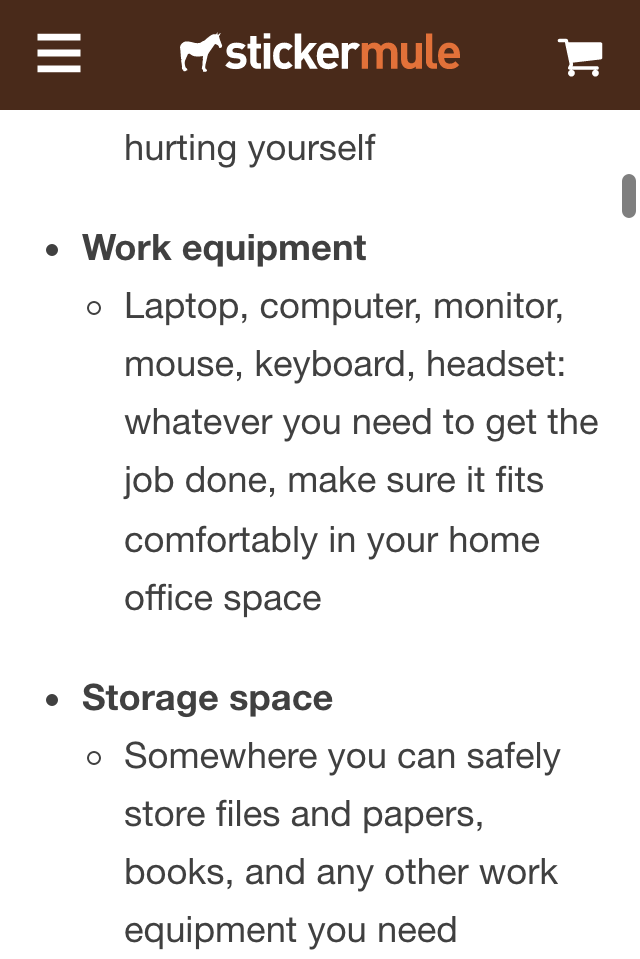 stickermule
hurting yourself
• Work equipment
○ Laptop, computer, monitor,
mouse, keyboard, headset:
whatever you need to get the
job done, make sure it fits
comfortably in your home
office space
• Storage space
○ Somewhere you can safely
store files and papers,
books, and any other work
equipment you need